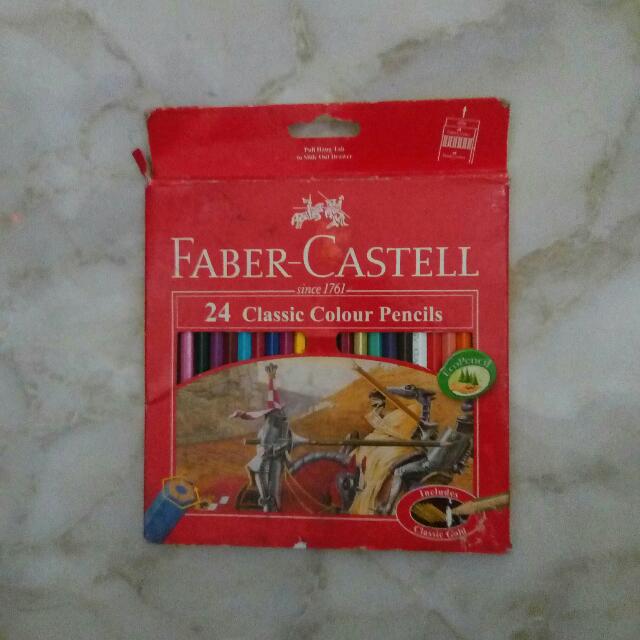 Pull Hang Tab
to Slide Out Drawer
FABER-CASTELL
since 1761
24 Classic Colour Pencils
EcoPencil
Includes
Classic Gold